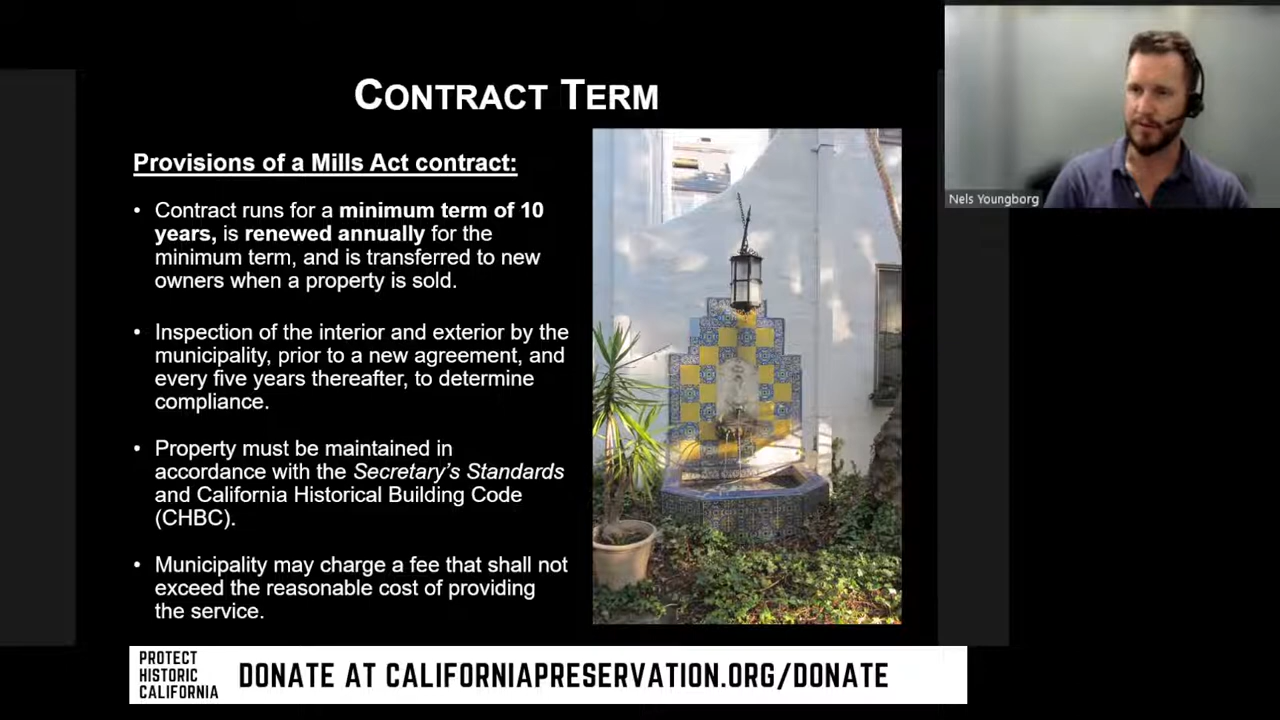 CONTRACT TERM
Provisions of a Mills Act contract:
• Contract runs for a minimum term of 10
years, is renewed annually for the
minimum term, and is transferred to new
owners when a property is sold.
• Inspection of the interior and exterior by the
municipality, prior to a new agreement, and
every five years thereafter, to determine
compliance.
• Property must be maintained in
accordance with the Secretary's Standards
and California Historical Building Code
(CHBC).
• Municipality may charge a fee that shall not
exceed the reasonable cost of providing
the service.
Nels Youngborg
PROTECT
HISTORIC
CALIFORNIA
DONATE AT CALIFORNIAPRESERVATION.ORG/DONATE